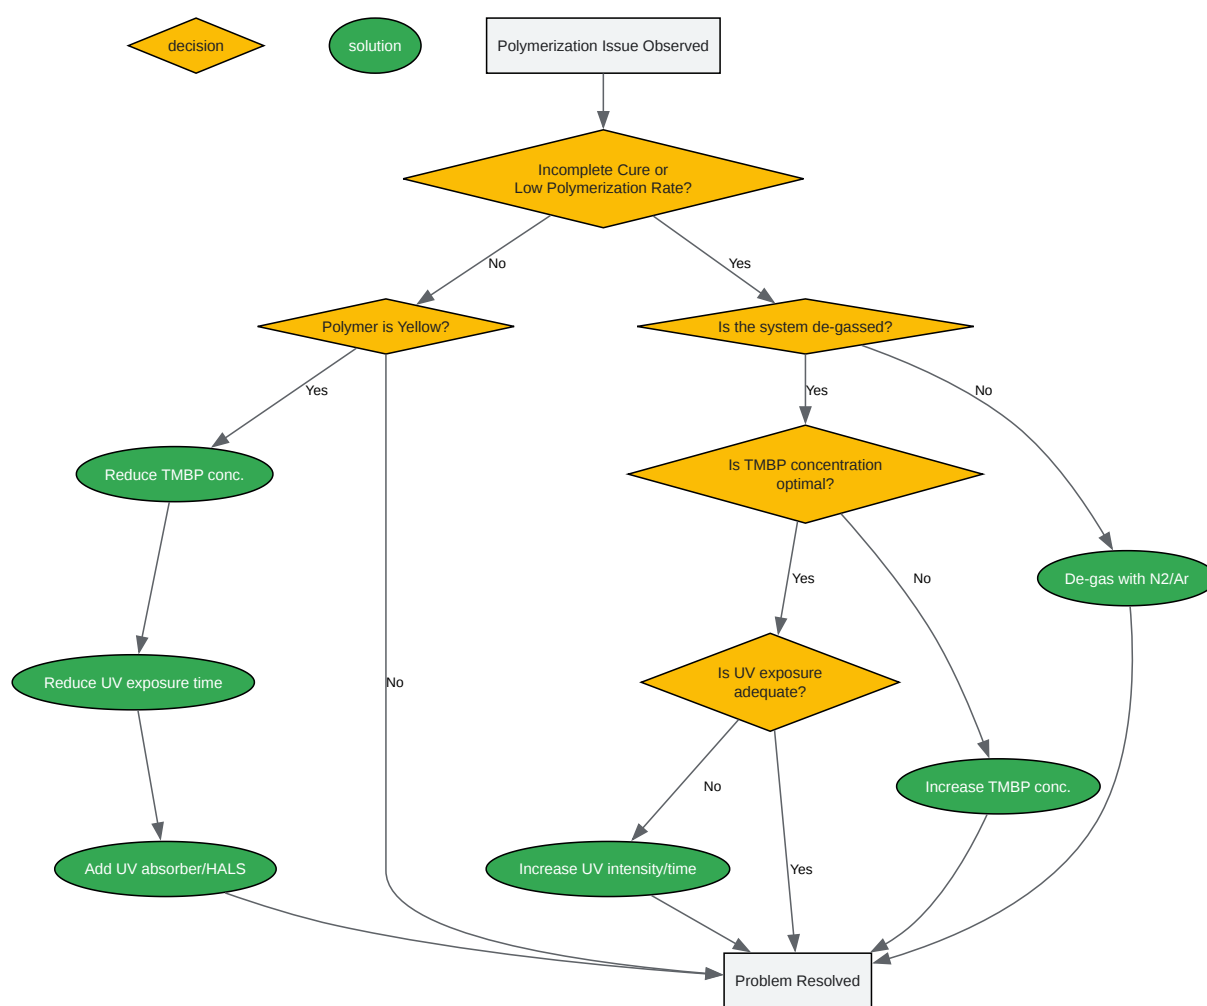 decision
solution
Polymerization Issue Observed
Incomplete Cure or
Low Polymerization Rate?
No
Yes
Polymer is Yellow?
Is the system de-gassed?
Yes
Yes
No
Reduce TMBP conc.
Is TMBP concentration
optimal?
Yes
No
De-gas with N2/Ar
Reduce UV exposure time
No
Is UV exposure
adequate?
No
Increase TMBP conc.
Add UV absorber/HALS
Increase UV intensity/time
Yes
Problem Resolved